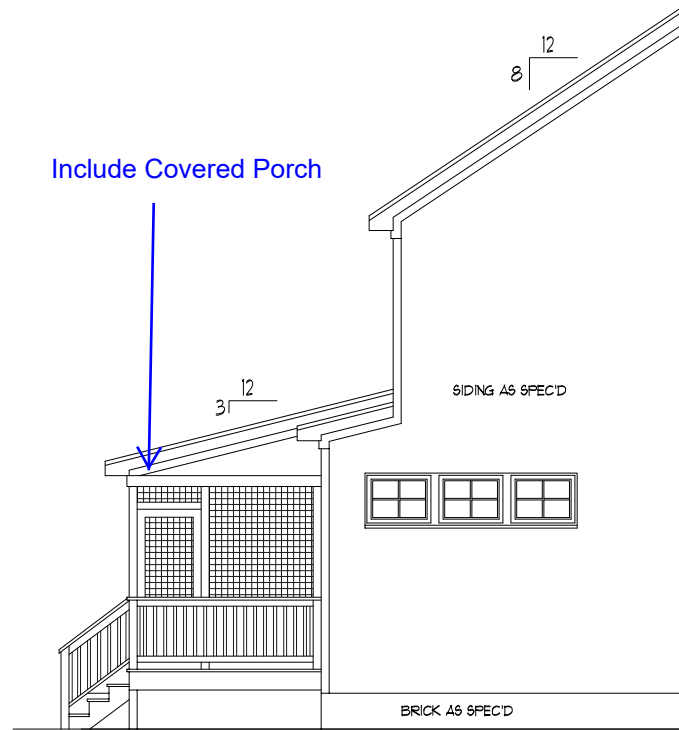 12
8
Include Covered Porch
12
3
SIDING AS SPEC'D
BRICK AS SPEC'D